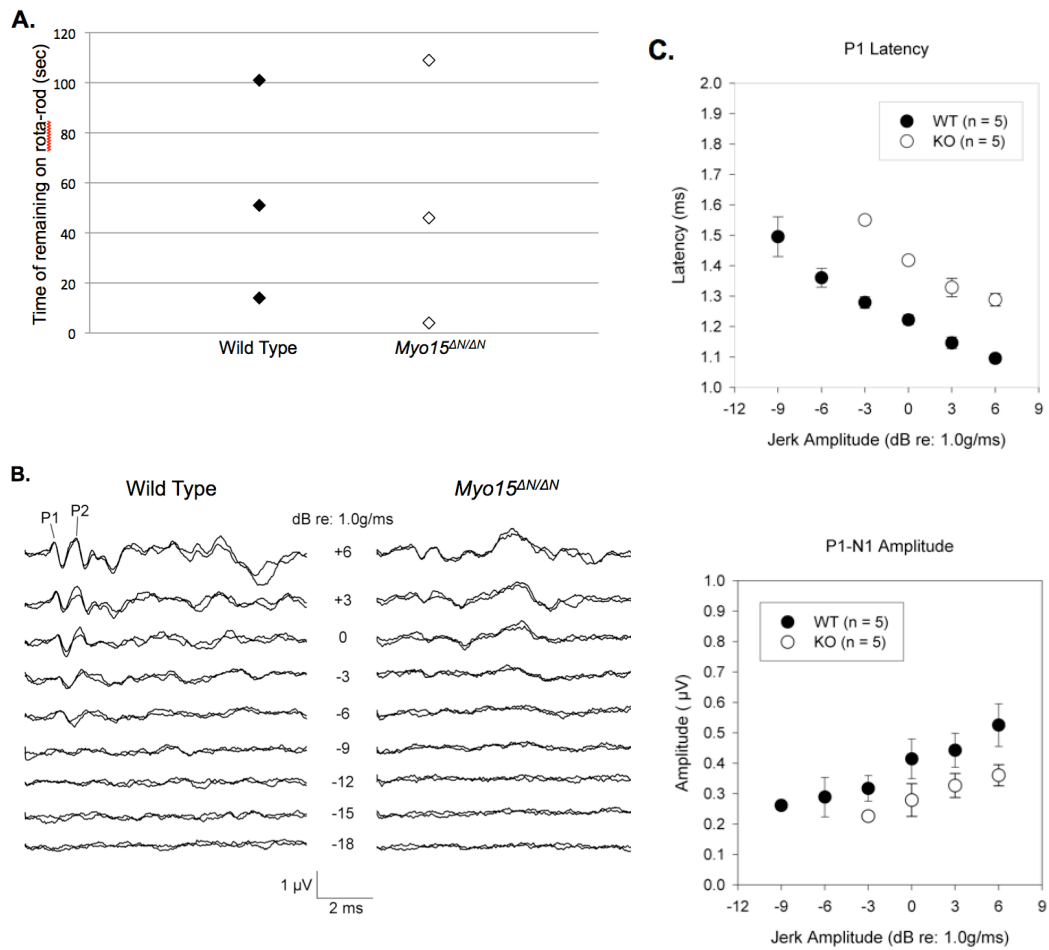 A.
Time of remaining on rota-rod (sec)
120
100
80
60
40
20
0
Wild Type
Myo15ΔN/ΔN
B.
Wild Type
Myo15ΔN/ΔN
P1
P2
dB re: 1.0g/ms
+6
+3
0
-3
-6
-9
-12
-15
-18
1 µV
2 ms
C.
P1 Latency
WT (n = 5)
KO (n = 5)
Latency (ms)
2.0
1.9
1.8
1.7
1.6
1.5
1.4
1.3
1.2
1.1
1.0
-12 -9 -6 -3 0 3 6 9
Jerk Amplitude (dB re: 1.0g/ms)
P1-N1 Amplitude
WT (n = 5)
KO (n = 5)
Amplitude ( µV)
1.0
0.9
0.8
0.7
0.6
0.5
0.4
0.3
0.2
0.1
0.0
-12 -9 -6 -3 0 3 6 9
Jerk Amplitude (dB re: 1.0g/ms)